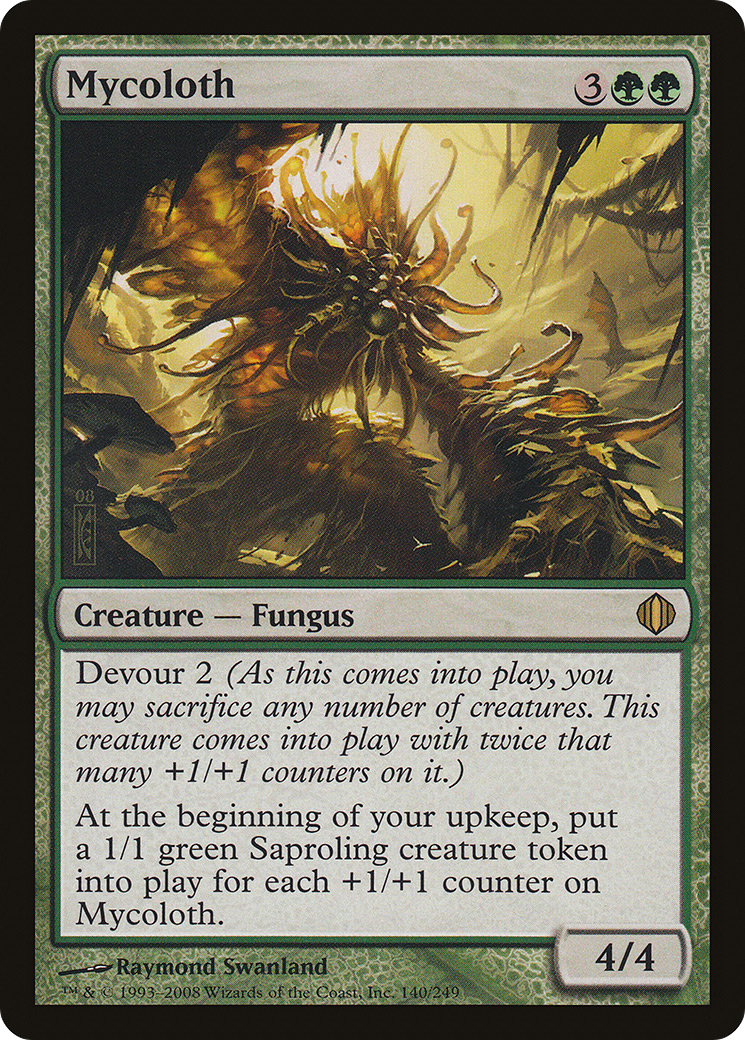 Mycoloth
3
08
Creature — Fungus
Devour 2 (As this comes into play, you
may sacrifice any number of creatures. This
creature comes into play with twice that
many +1/+1 counters on it.)
At the beginning of your upkeep, put
a 1/1 green Saproling creature token
into play for each +1/+1 counter on
Mycoloth.
4/4
Raymond Swanland
™ & © 1993–2008 Wizards of the Coast, Inc. 140/249